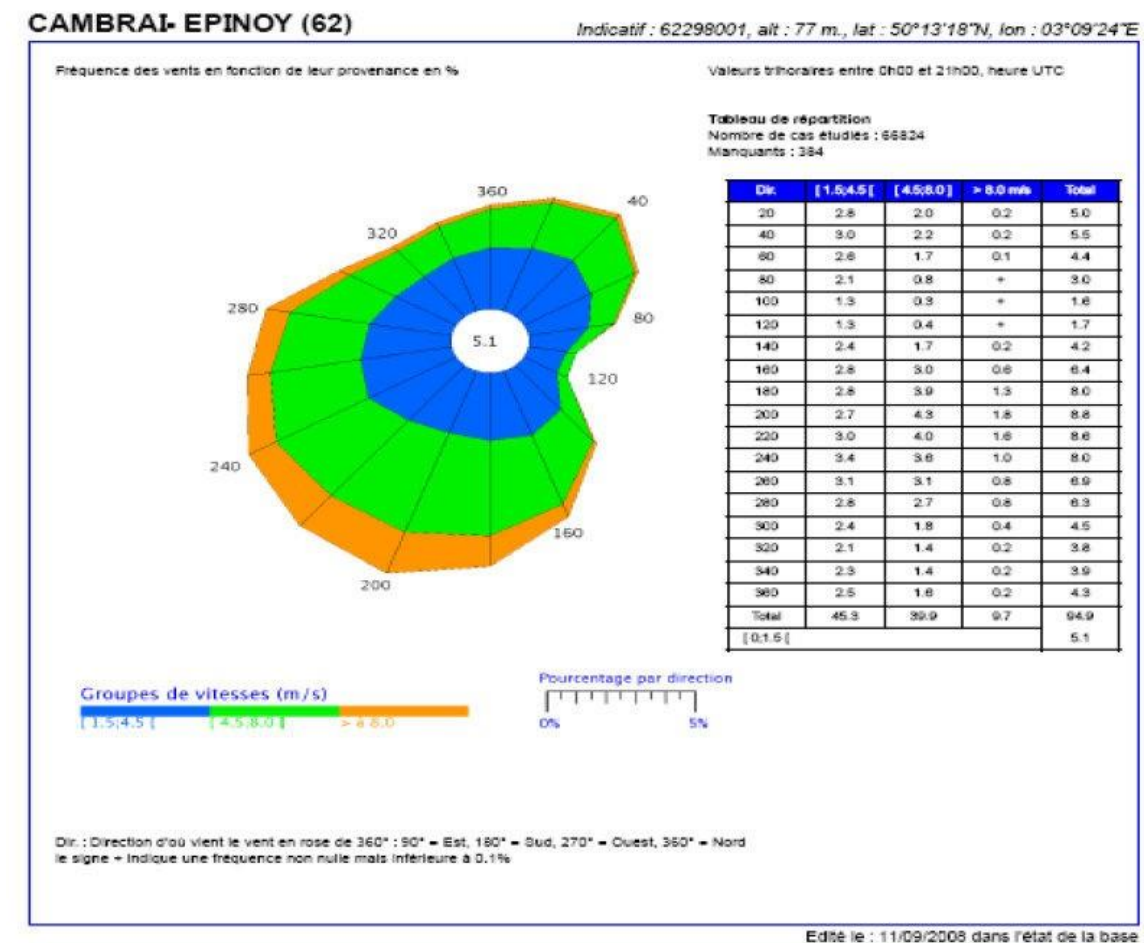 CAMBRAI- EPINOY (62)
Indicatif : 62298001, alt : 77 m., lat : 50°13'18"N, lon : 03°09'24"E
Fréquence des vents en fonction de leur provenance en %
Valeurs trihoraires entre 0h00 et 21h00, heure UTC
Tableau de répartition
Nombre de cas étudiés : 66824
Manquants : 384
Dir. [ 1.5;4.5 [ [ 4.5;8.0 ] > 8.0 m/s Total
20 2.8 2.0 0.2 5.0
40 3.0 2.2 0.2 5.5
60 2.6 1.7 0.1 4.4
80 2.1 0.8 + 3.0
100 1.3 0.3 + 1.6
120 1.3 0.4 + 1.7
140 2.4 1.7 0.2 4.2
160 2.8 3.0 0.6 6.4
180 2.8 3.9 1.3 8.0
200 2.7 4.3 1.8 8.8
220 3.0 4.0 1.6 8.6
240 3.4 3.6 1.0 8.0
260 3.1 3.1 0.8 6.9
280 2.8 2.7 0.8 6.3
300 2.4 1.8 0.4 4.5
320 2.1 1.4 0.2 3.8
340 2.3 1.4 0.2 3.9
360 2.5 1.6 0.2 4.3
Total 45.3 39.9 9.7 94.9
[ 0;1.5 [ 5.1
360
40
320
280
80
5.1
120
240
160
200
Groupes de vitesses (m/s)
[ 1.5;4.5 [ [ 4.5;8.0 ] > à 8.0
Pourcentage par direction
0% 5%
Dir. : Direction d'où vient le vent en rose de 360° : 90° = Est, 180° = Sud, 270° = Ouest, 360° = Nord
le signe + indique une fréquence non nulle mais inférieure à 0.1%
Edité le : 11/09/2008 dans l'état de la base